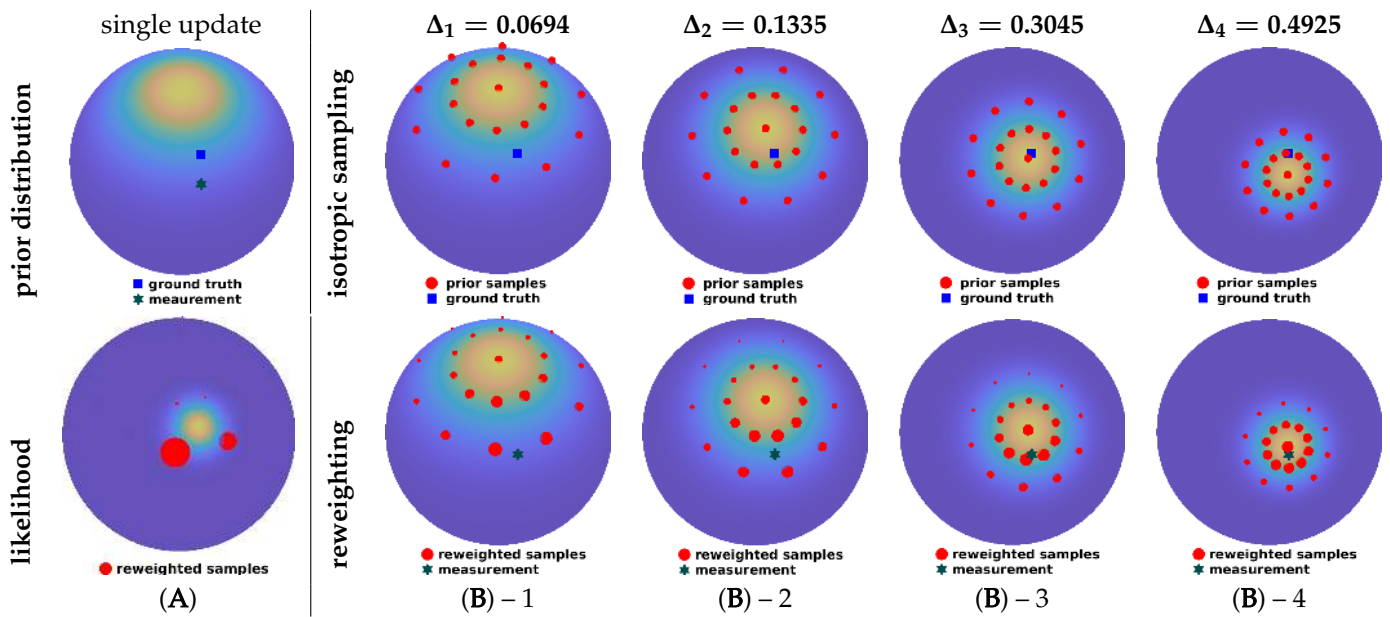 single update
Δ₁ = 0.0694
Δ₂ = 0.1335
Δ₃ = 0.3045
Δ₄ = 0.4925
prior distribution
isotropic sampling
ground truth
meaurement
prior samples
ground truth
prior samples
ground truth
prior samples
ground truth
prior samples
ground truth
likelihood
reweighting
reweighted samples
reweighted samples
measurement
reweighted samples
measurement
reweighted samples
measurement
reweighted samples
measurement
(A)
(B) – 1
(B) – 2
(B) – 3
(B) – 4